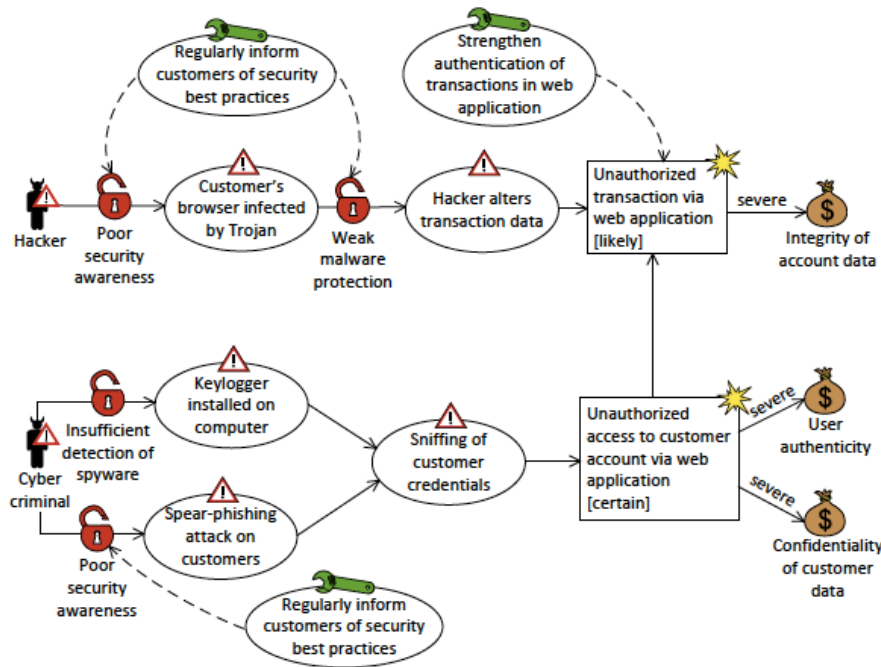 Regularly inform
customers of security
best practices
Strengthen
authentication of
transactions in web
application
Hacker
Poor
security
awareness
Customer's
browser infected
by Trojan
Weak
malware
protection
Hacker alters
transaction data
Unauthorized
transaction via
web application
[likely]
severe
Integrity of
account data
Cyber
criminal
Insufficient
detection of
spyware
Keylogger
installed on
computer
Poor
security
awareness
Spear-phishing
attack on
customers
Regularly inform
customers of security
best practices
Sniffing of
customer
credentials
Unauthorized
access to customer
account via web
application
[certain]
severe
User
authenticity
severe
Confidentiality
of customer
data